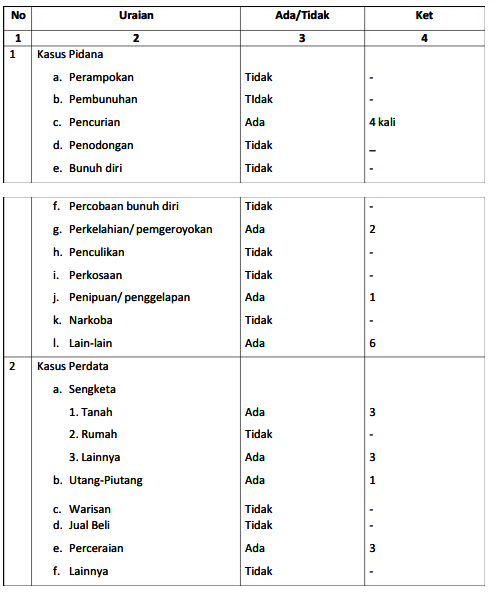 No Uraian Ada/Tidak Ket
1 2 3 4
1 Kasus Pidana
a. Perampokan Tidak -
b. Pembunuhan TIdak -
c. Pencurian Ada 4 kali
d. Penodongan Tidak _
e. Bunuh diri Tidak -
f. Percobaan bunuh diri Tidak -
g. Perkelahian/ pemgeroyokan Ada 2
h. Penculikan Tidak -
i. Perkosaan Tidak -
j. Penipuan/ penggelapan Ada 1
k. Narkoba Tidak -
l. Lain-lain Ada 6
2 Kasus Perdata
a. Sengketa
1. Tanah Ada 3
2. Rumah Tidak -
3. Lainnya Ada 3
b. Utang-Piutang Ada 1
c. Warisan Tidak -
d. Jual Beli Tidak -
e. Perceraian Ada 3
f. Lainnya Tidak -